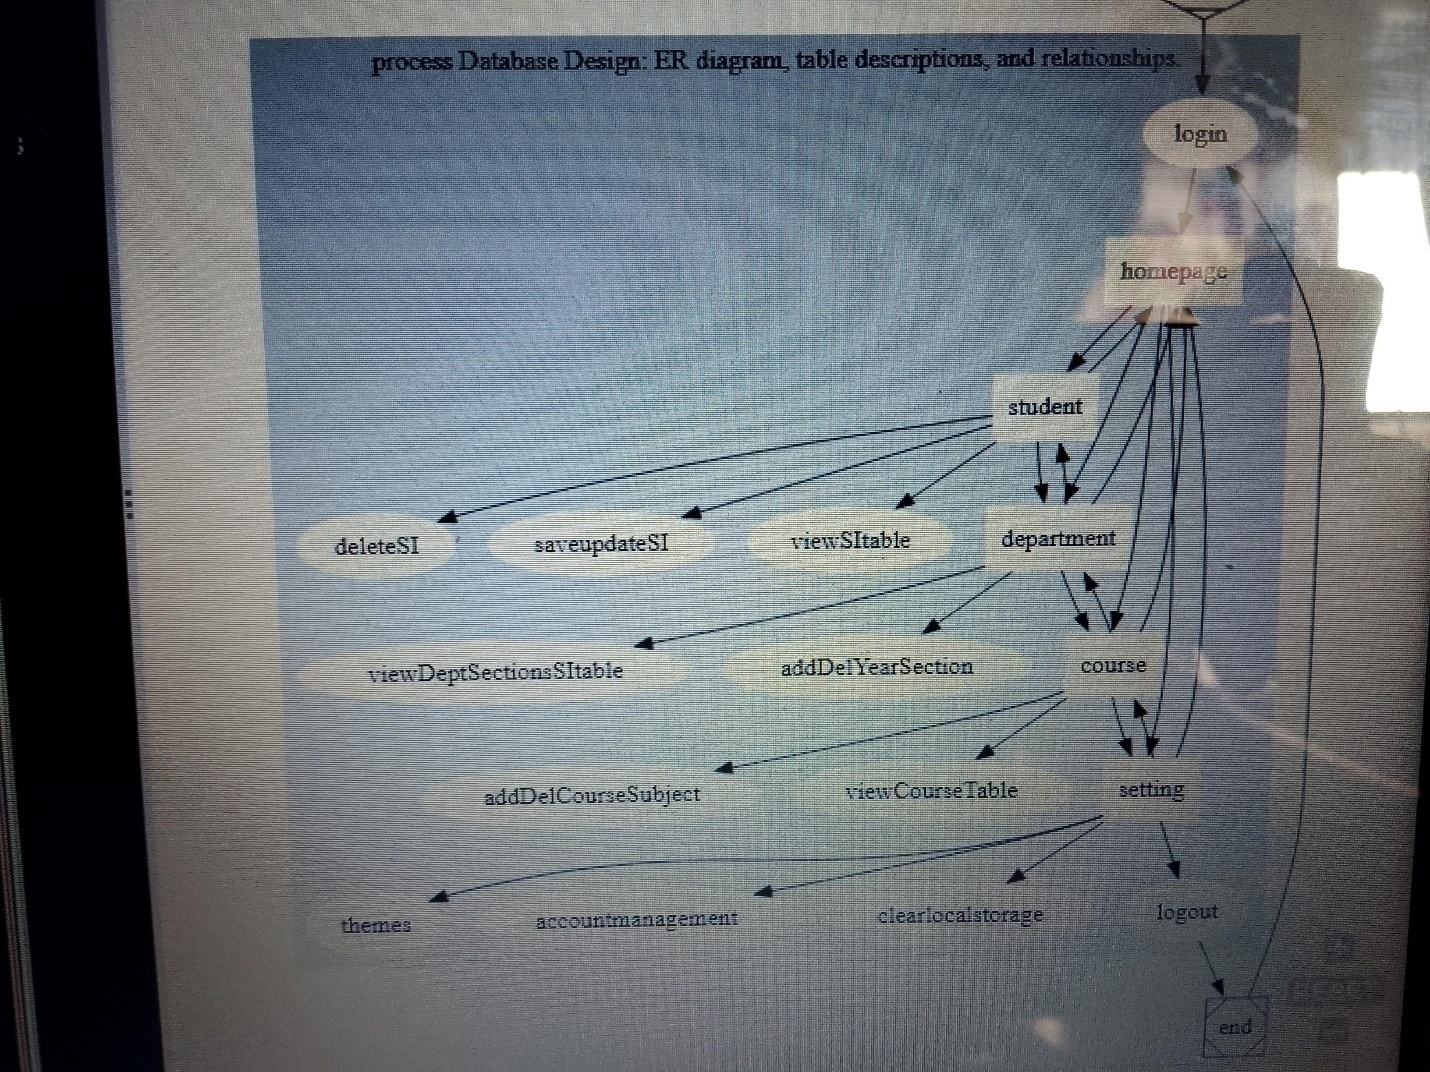 process Database Design: ER diagram, table descriptions, and relationships.
login
homepage
student
deleteSI
saveupdateSI
viewSItable
department
viewDeptSectionsSItable
addDelYearSection
course
addDelCourseSubject
viewCourseTable
setting
themes
accountmanagement
clearlocalstorage
logout
end